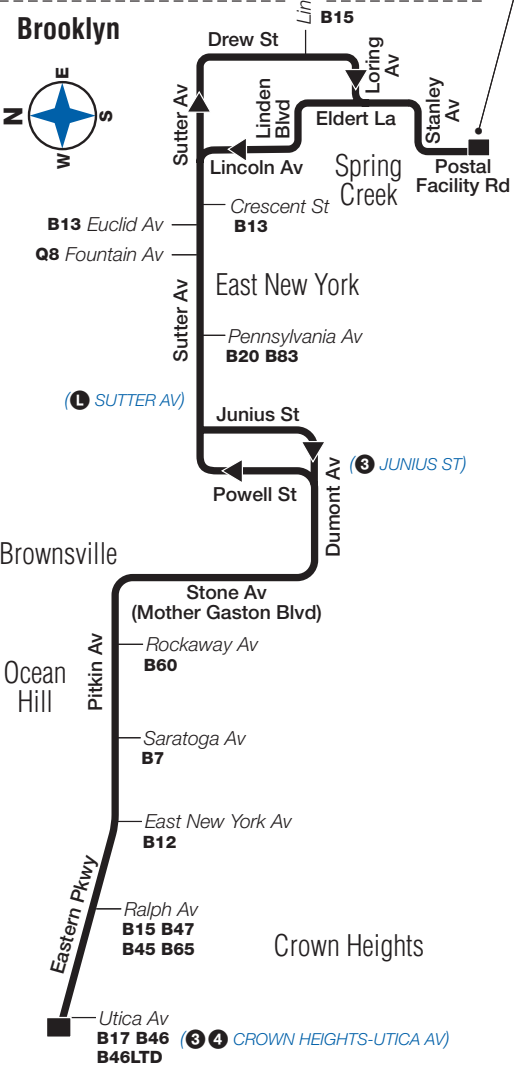 Brooklyn
N
E
S
W
B15
Drew St
Loring
Av
Sutter Av
Linden
Blvd
Eldert La
Stanley
Av
Lincoln Av
Spring
Creek
Postal
Facility Rd
Crescent St
B13
B13 Euclid Av
Q8 Fountain Av
East New York
Sutter Av
Pennsylvania Av
B20 B83
(L SUTTER AV)
Junius St
(3 JUNIUS ST)
Powell St
Dumont Av
Brownsville
Stone Av
(Mother Gaston Blvd)
Pitkin Av
Rockaway Av
B60
Ocean
Hill
Saratoga Av
B7
East New York Av
B12
Eastern Pkwy
Ralph Av
B15 B47
B45 B65
Crown Heights
Utica Av
B17 B46
B46LTD
(3 4 CROWN HEIGHTS-UTICA AV)